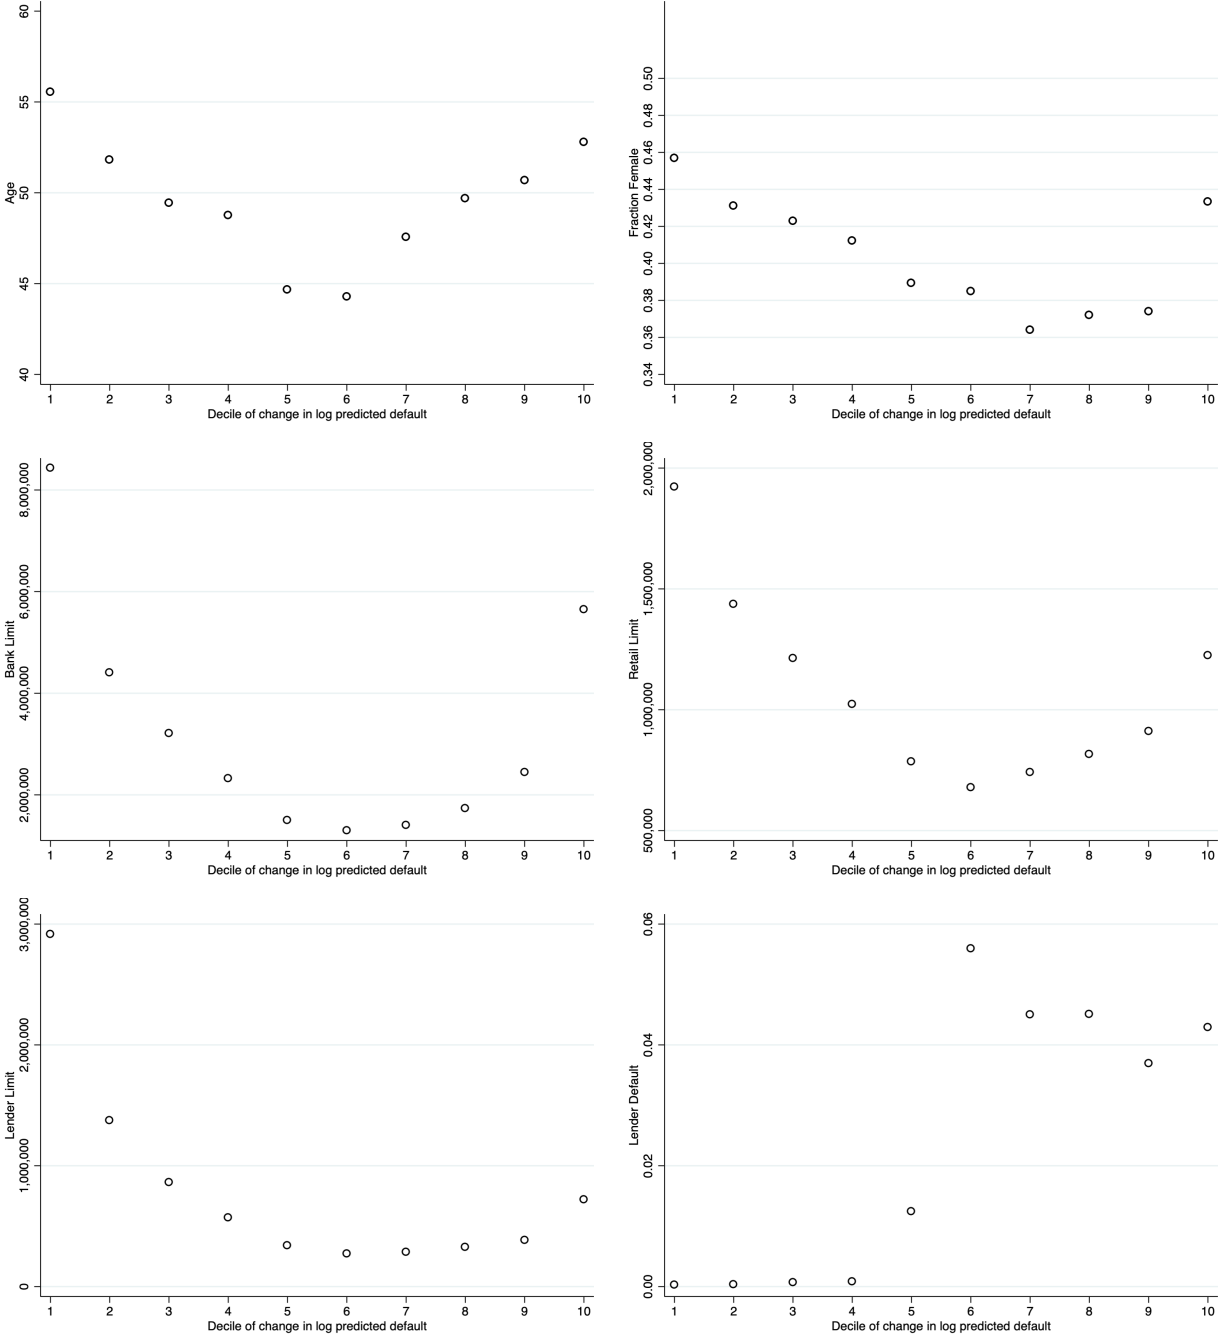 Age
60
55
50
45
40
1 2 3 4 5 6 7 8 9 10
Decile of change in log predicted default
Fraction Female
0.50
0.48
0.46
0.44
0.42
0.40
0.38
0.36
0.34
1 2 3 4 5 6 7 8 9 10
Decile of change in log predicted default
Bank Limit
8,000,000
6,000,000
4,000,000
2,000,000
1 2 3 4 5 6 7 8 9 10
Decile of change in log predicted default
Retail Limit
2,000,000
1,500,000
1,000,000
500,000
1 2 3 4 5 6 7 8 9 10
Decile of change in log predicted default
Lender Limit
3,000,000
2,000,000
1,000,000
0
1 2 3 4 5 6 7 8 9 10
Decile of change in log predicted default
Lender Default
0.06
0.04
0.02
0.00
1 2 3 4 5 6 7 8 9 10
Decile of change in log predicted default